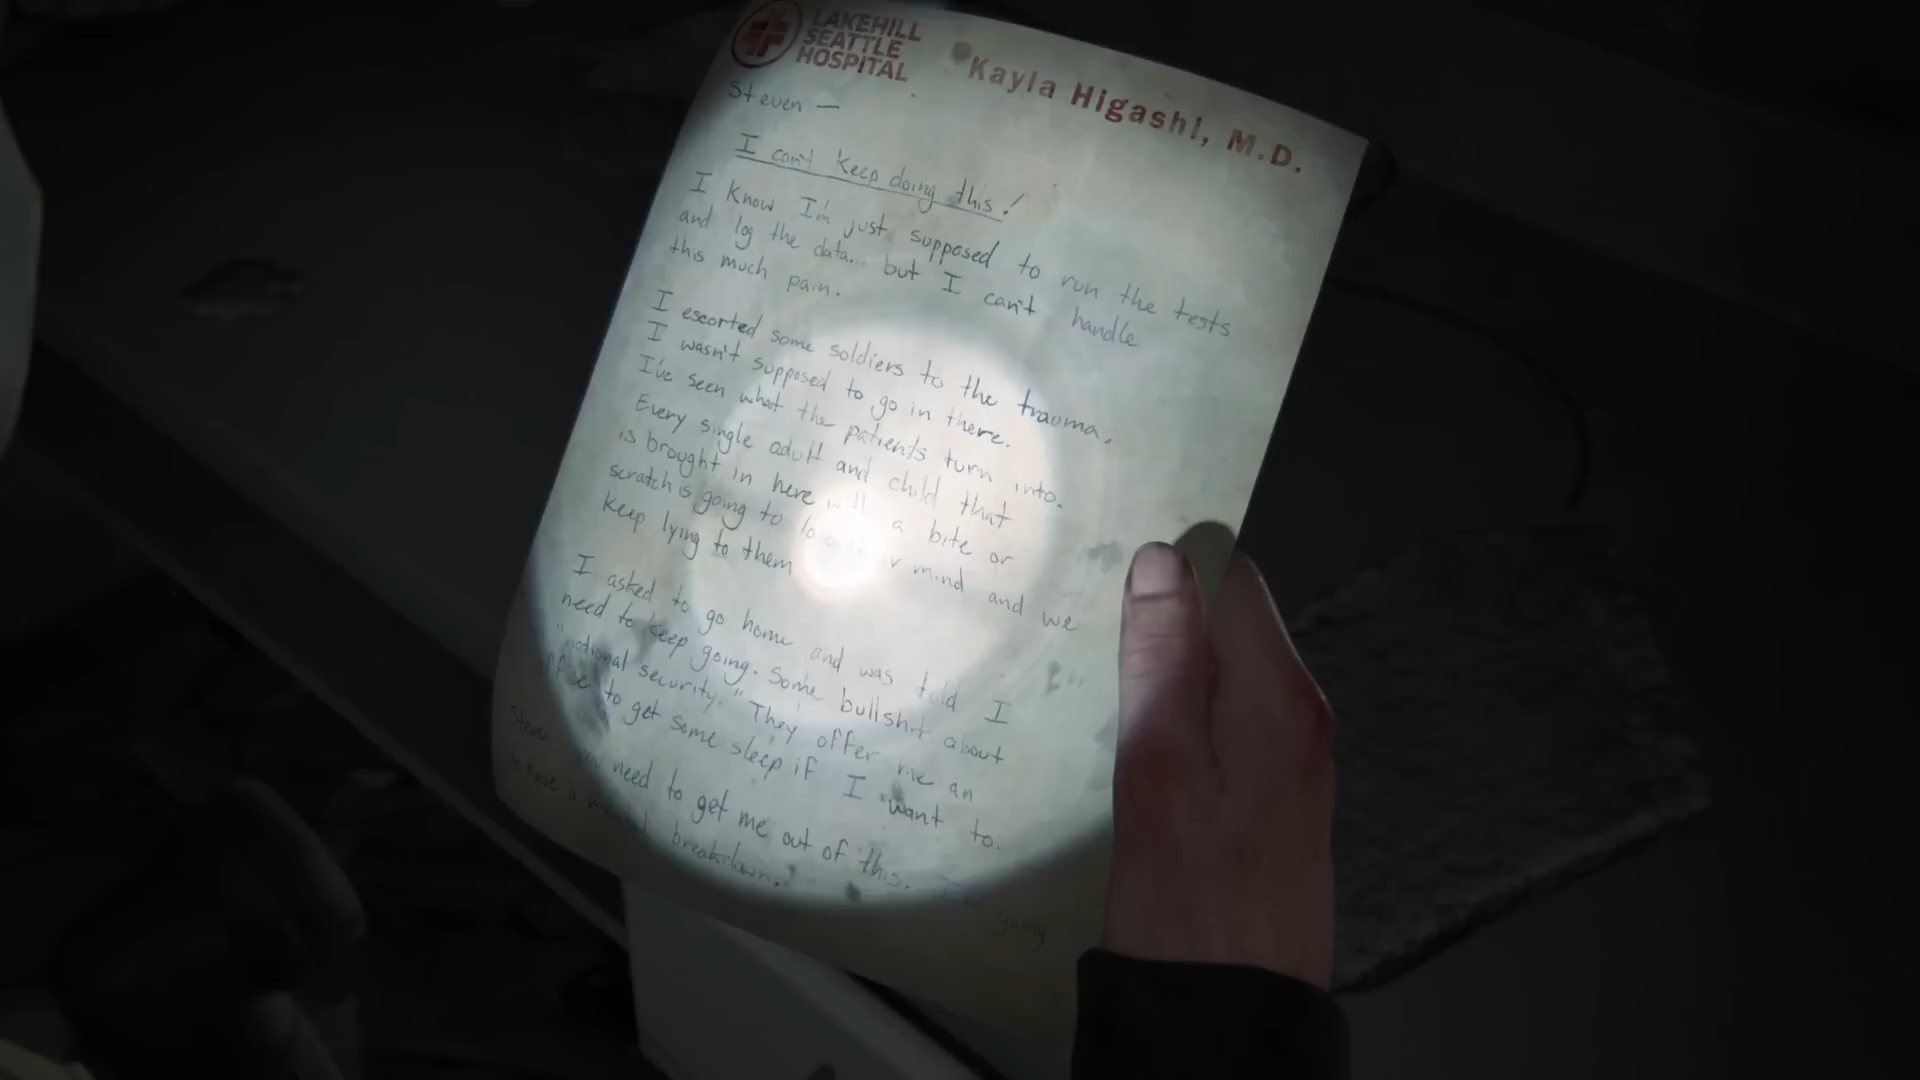 LAKEHILL
SEATTLE
HOSPITAL
Kayla Higashi, M.D.
Steven —
I can't keep doing this!
I know I'm just supposed to run the tests
and log the data... but I can't handle
this much pain.
I escorted some soldiers to the trauma.
I wasn't supposed to go in there.
I've seen what the patients turn into.
Every single adult and child that
is brought in here with a bite or
scratch is going to lose their mind and we
keep lying to them
I asked to go home and was told I
need to keep going. Some bullshit about
"national security." They offer me an
office to get some sleep if I want to.
Steven, you need to get me out of this. I'm going
to have a mental breakdown.